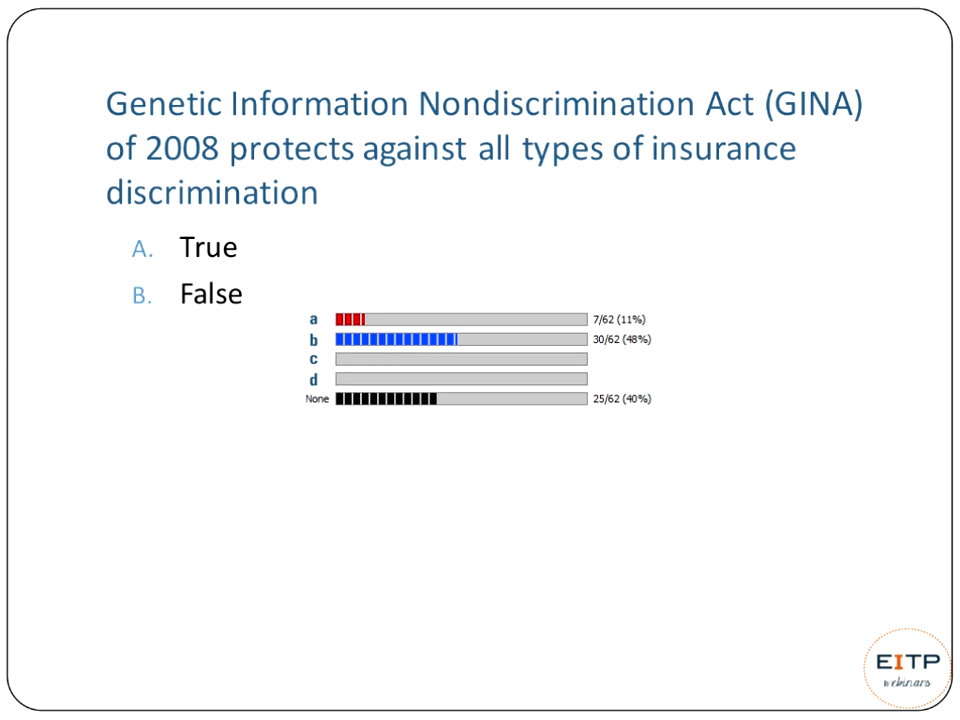 Genetic Information Nondiscrimination Act (GINA)
of 2008 protects against all types of insurance
discrimination
A. True
B. False
a 7/62 (11%)
b 30/62 (48%)
c
d
None 25/62 (40%)
EITP
webinars